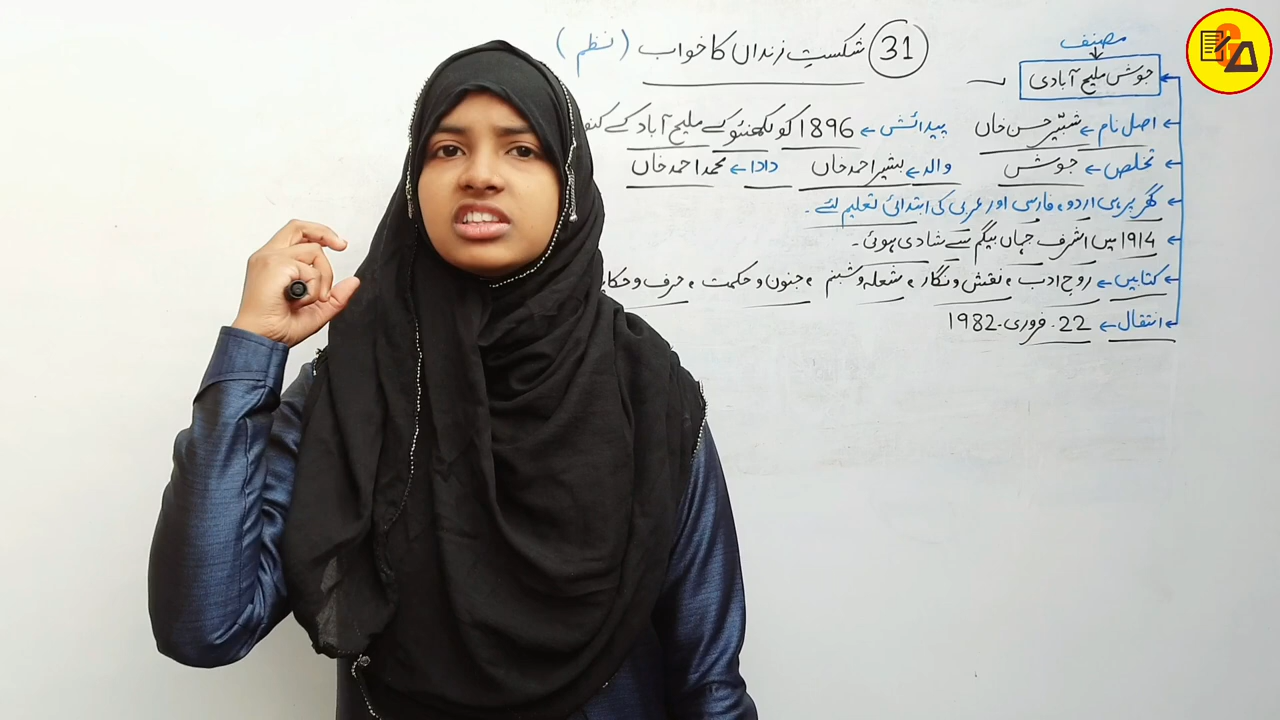 31 شکستِ زنداں کا خواب (نظم)
مصنف
جوش ملیح آبادی
اصل نام ← شبیر حسن خاں پیدائش ← 1896 کو لکھنئو کے ملیح آباد کے
تخلص ← جوش والد ← بشیر احمد خاں دادا ← محمد احمد خاں
گھر پر ہی اردو، فارسی اور عربی کی ابتدائی تعلیم لئے۔
1914 میں اشرف جہاں بیگم سے شادی ہوئی۔
کتابیں ← روحِ ادب، نقش و نگار، شعلہ و شبنم، جنون و حکمت، حرف و
انتقال ← 22۔ فروری۔ 1982